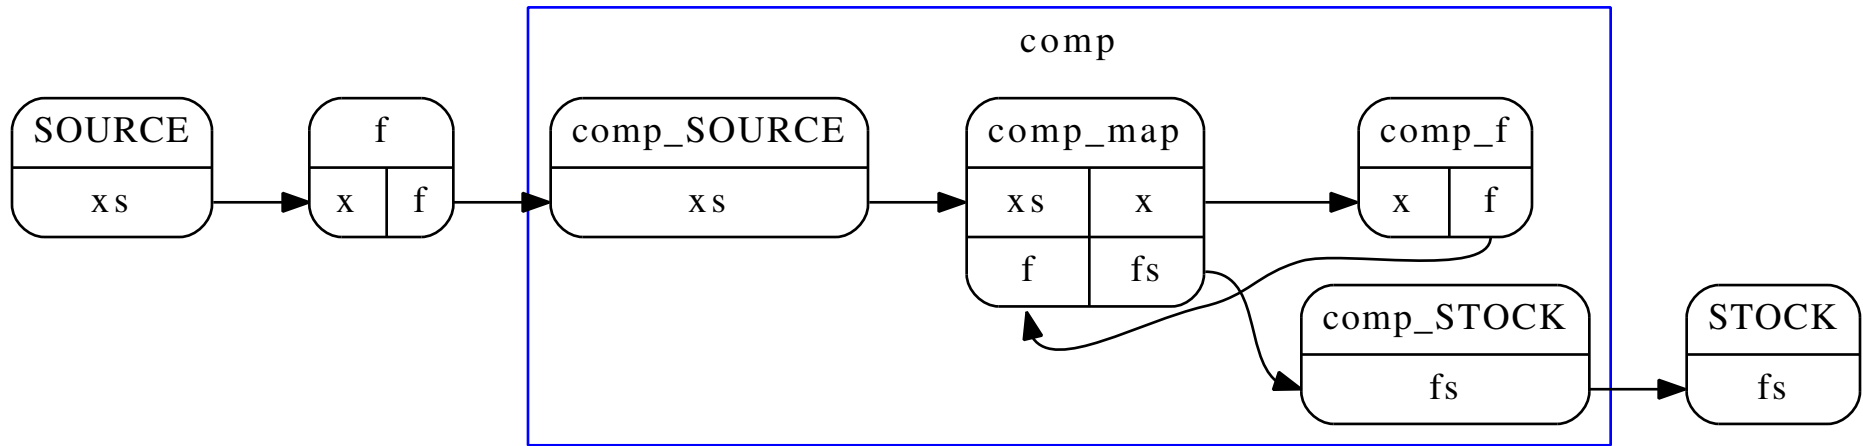 comp
SOURCE
xs
f
x f
comp_SOURCE
xs
comp_map
xs x
f fs
comp_f
x f
comp_STOCK
fs
STOCK
fs